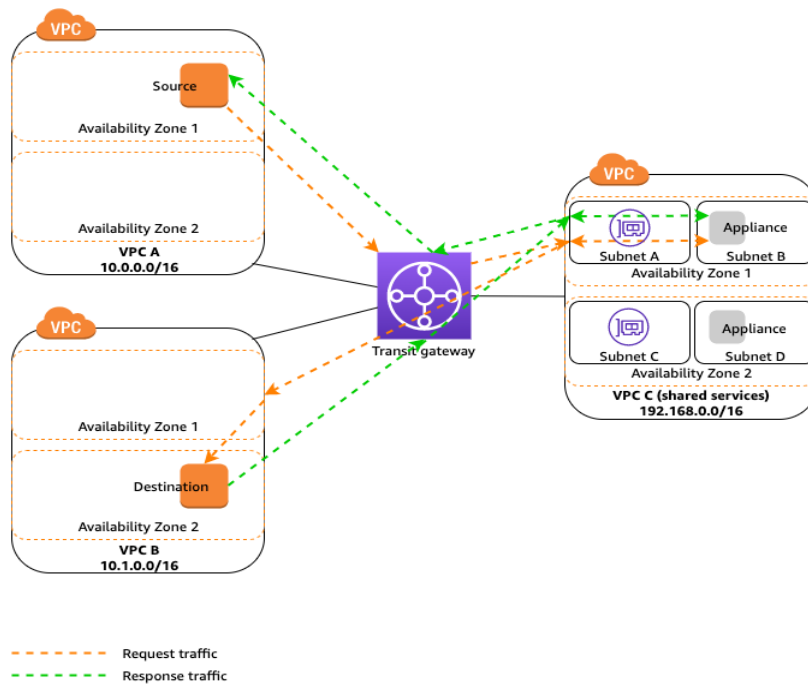 VPC
Source
Availability Zone 1
Availability Zone 2
VPC A
10.0.0.0/16
VPC
Availability Zone 1
Destination
Availability Zone 2
VPC B
10.1.0.0/16
Transit gateway
VPC
Appliance
Subnet A
Subnet B
Availability Zone 1
Appliance
Subnet C
Subnet D
Availability Zone 2
VPC C (shared services)
192.168.0.0/16
Request traffic
Response traffic